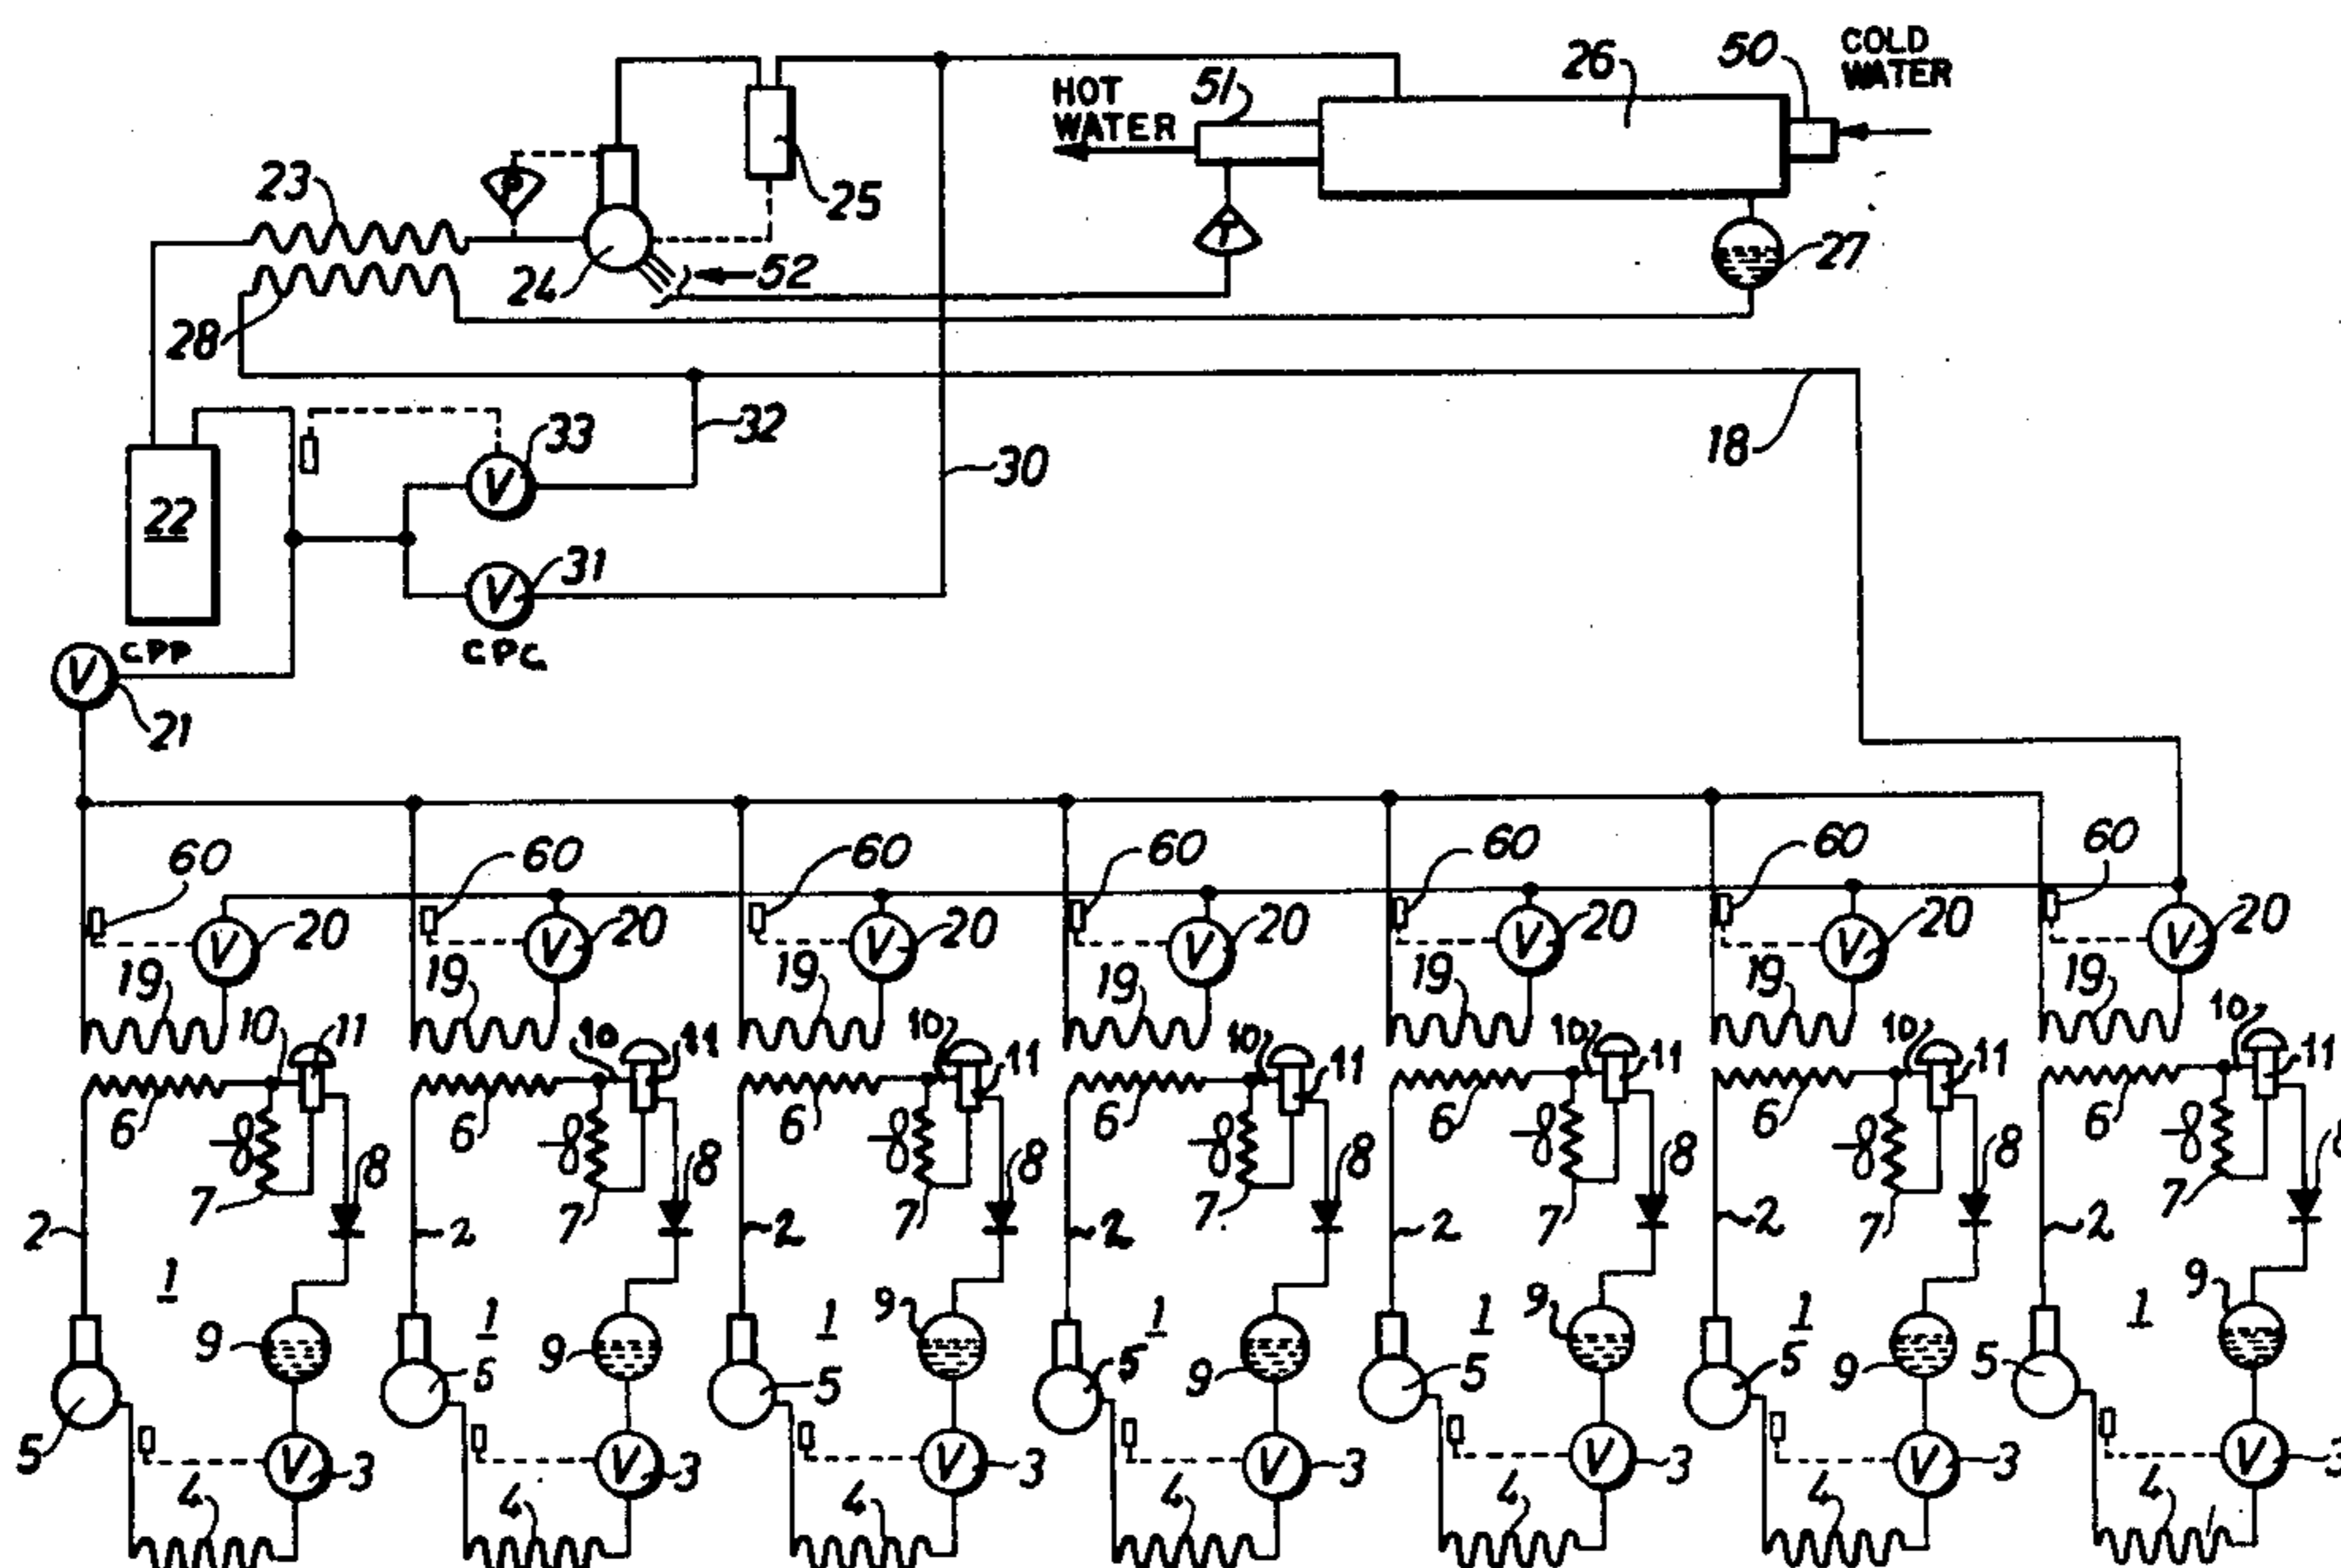 HOT WATER
51
26
50
COLD WATER
P
23
25
T
27
24
52
28
18
32
33
V
30
22
31
V
CPP
CPC
V
21
60 60 60 60 60 60 60
V 20 V 20 V 20 V 20 V 20 V 20 V 20
19 19 19 19 19 19 19
10 11 10 11 10 11 10 11 10 11 10 11 10 11
6 6 6 6 6 6 6
8 8 8 8 8 8 8
7 7 7 7 7 7 7
2 2 2 2 2 2 2
1 1 1 1 1 1 1
9 9 9 9 9 9 9
5 5 5 5 5 5 5
V 3 V 3 V 3 V 3 V 3 V 3 V 3
4 4 4 4 4 4 4